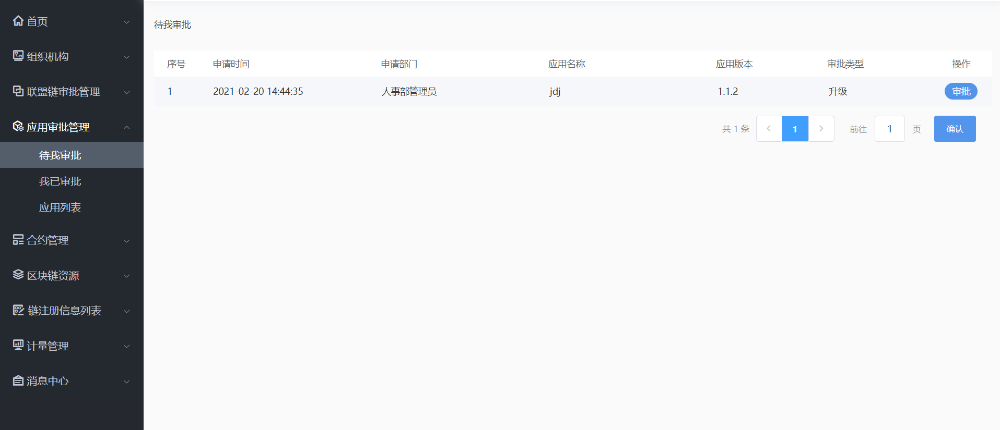 首页
组织机构
联盟链审批管理
应用审批管理
待我审批
我已审批
应用列表
合约管理
区块链资源
链注册信息列表
计量管理
消息中心
待我审批
序号 申请时间 申请部门 应用名称 应用版本 审批类型 操作
1 2021-02-20 14:44:35 人事部管理员 jdj 1.1.2 升级 审批
共 1 条 1 前往 1 页 确认